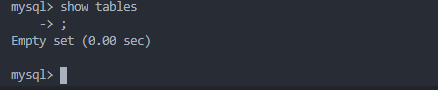 mysql> show tables
    -> ;
Empty set (0.00 sec)
mysql>